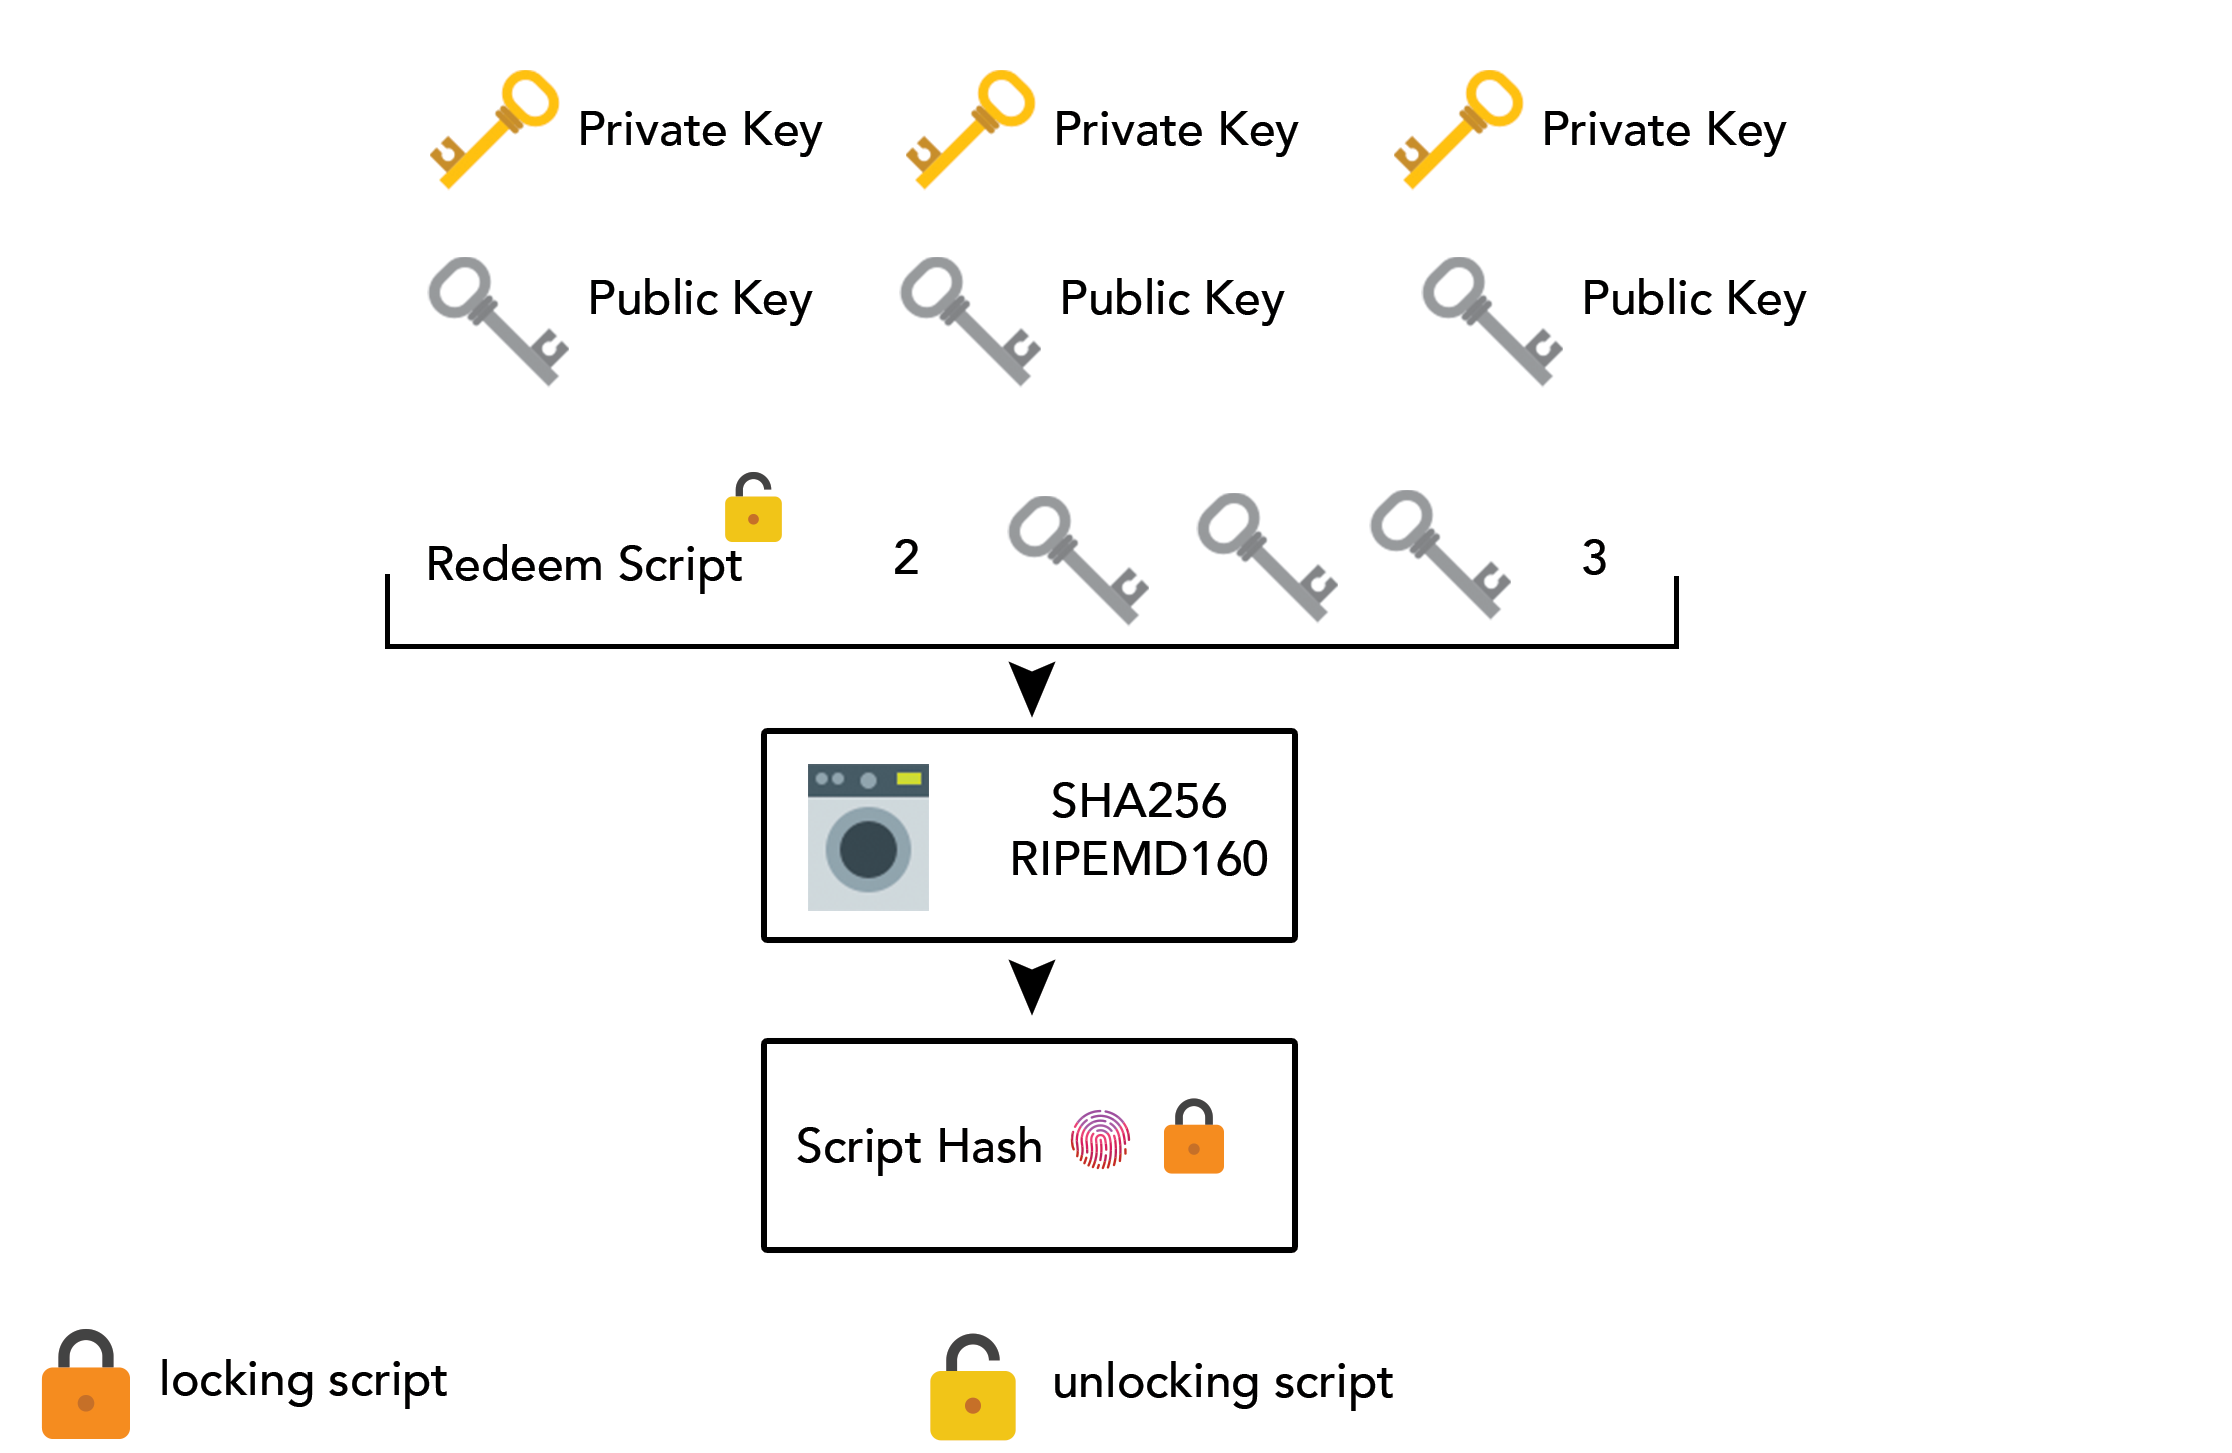 Private Key Private Key Private Key
Public Key Public Key Public Key
Redeem Script 2 3
SHA256
RIPEMD160
Script Hash
locking script unlocking script